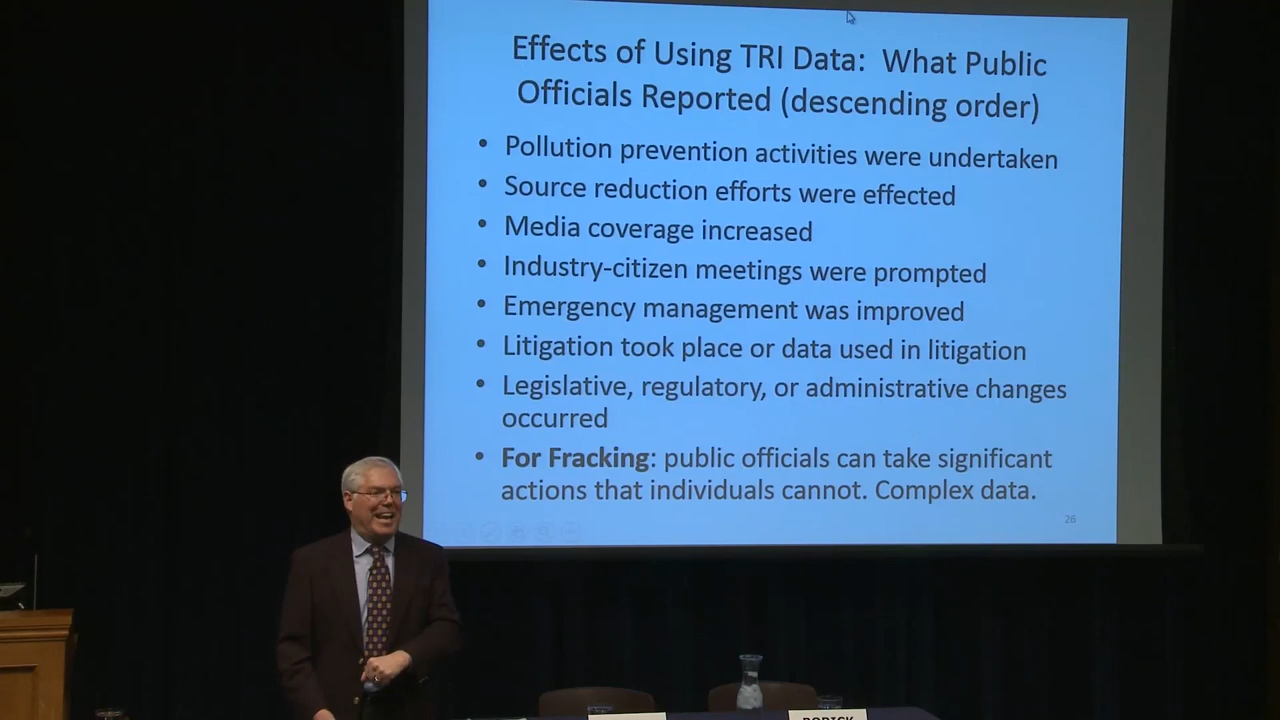 Effects of Using TRI Data: What Public
Officials Reported (descending order)
• Pollution prevention activities were undertaken
• Source reduction efforts were effected
• Media coverage increased
• Industry-citizen meetings were prompted
• Emergency management was improved
• Litigation took place or data used in litigation
• Legislative, regulatory, or administrative changes
occurred
• For Fracking: public officials can take significant
actions that individuals cannot. Complex data.
26